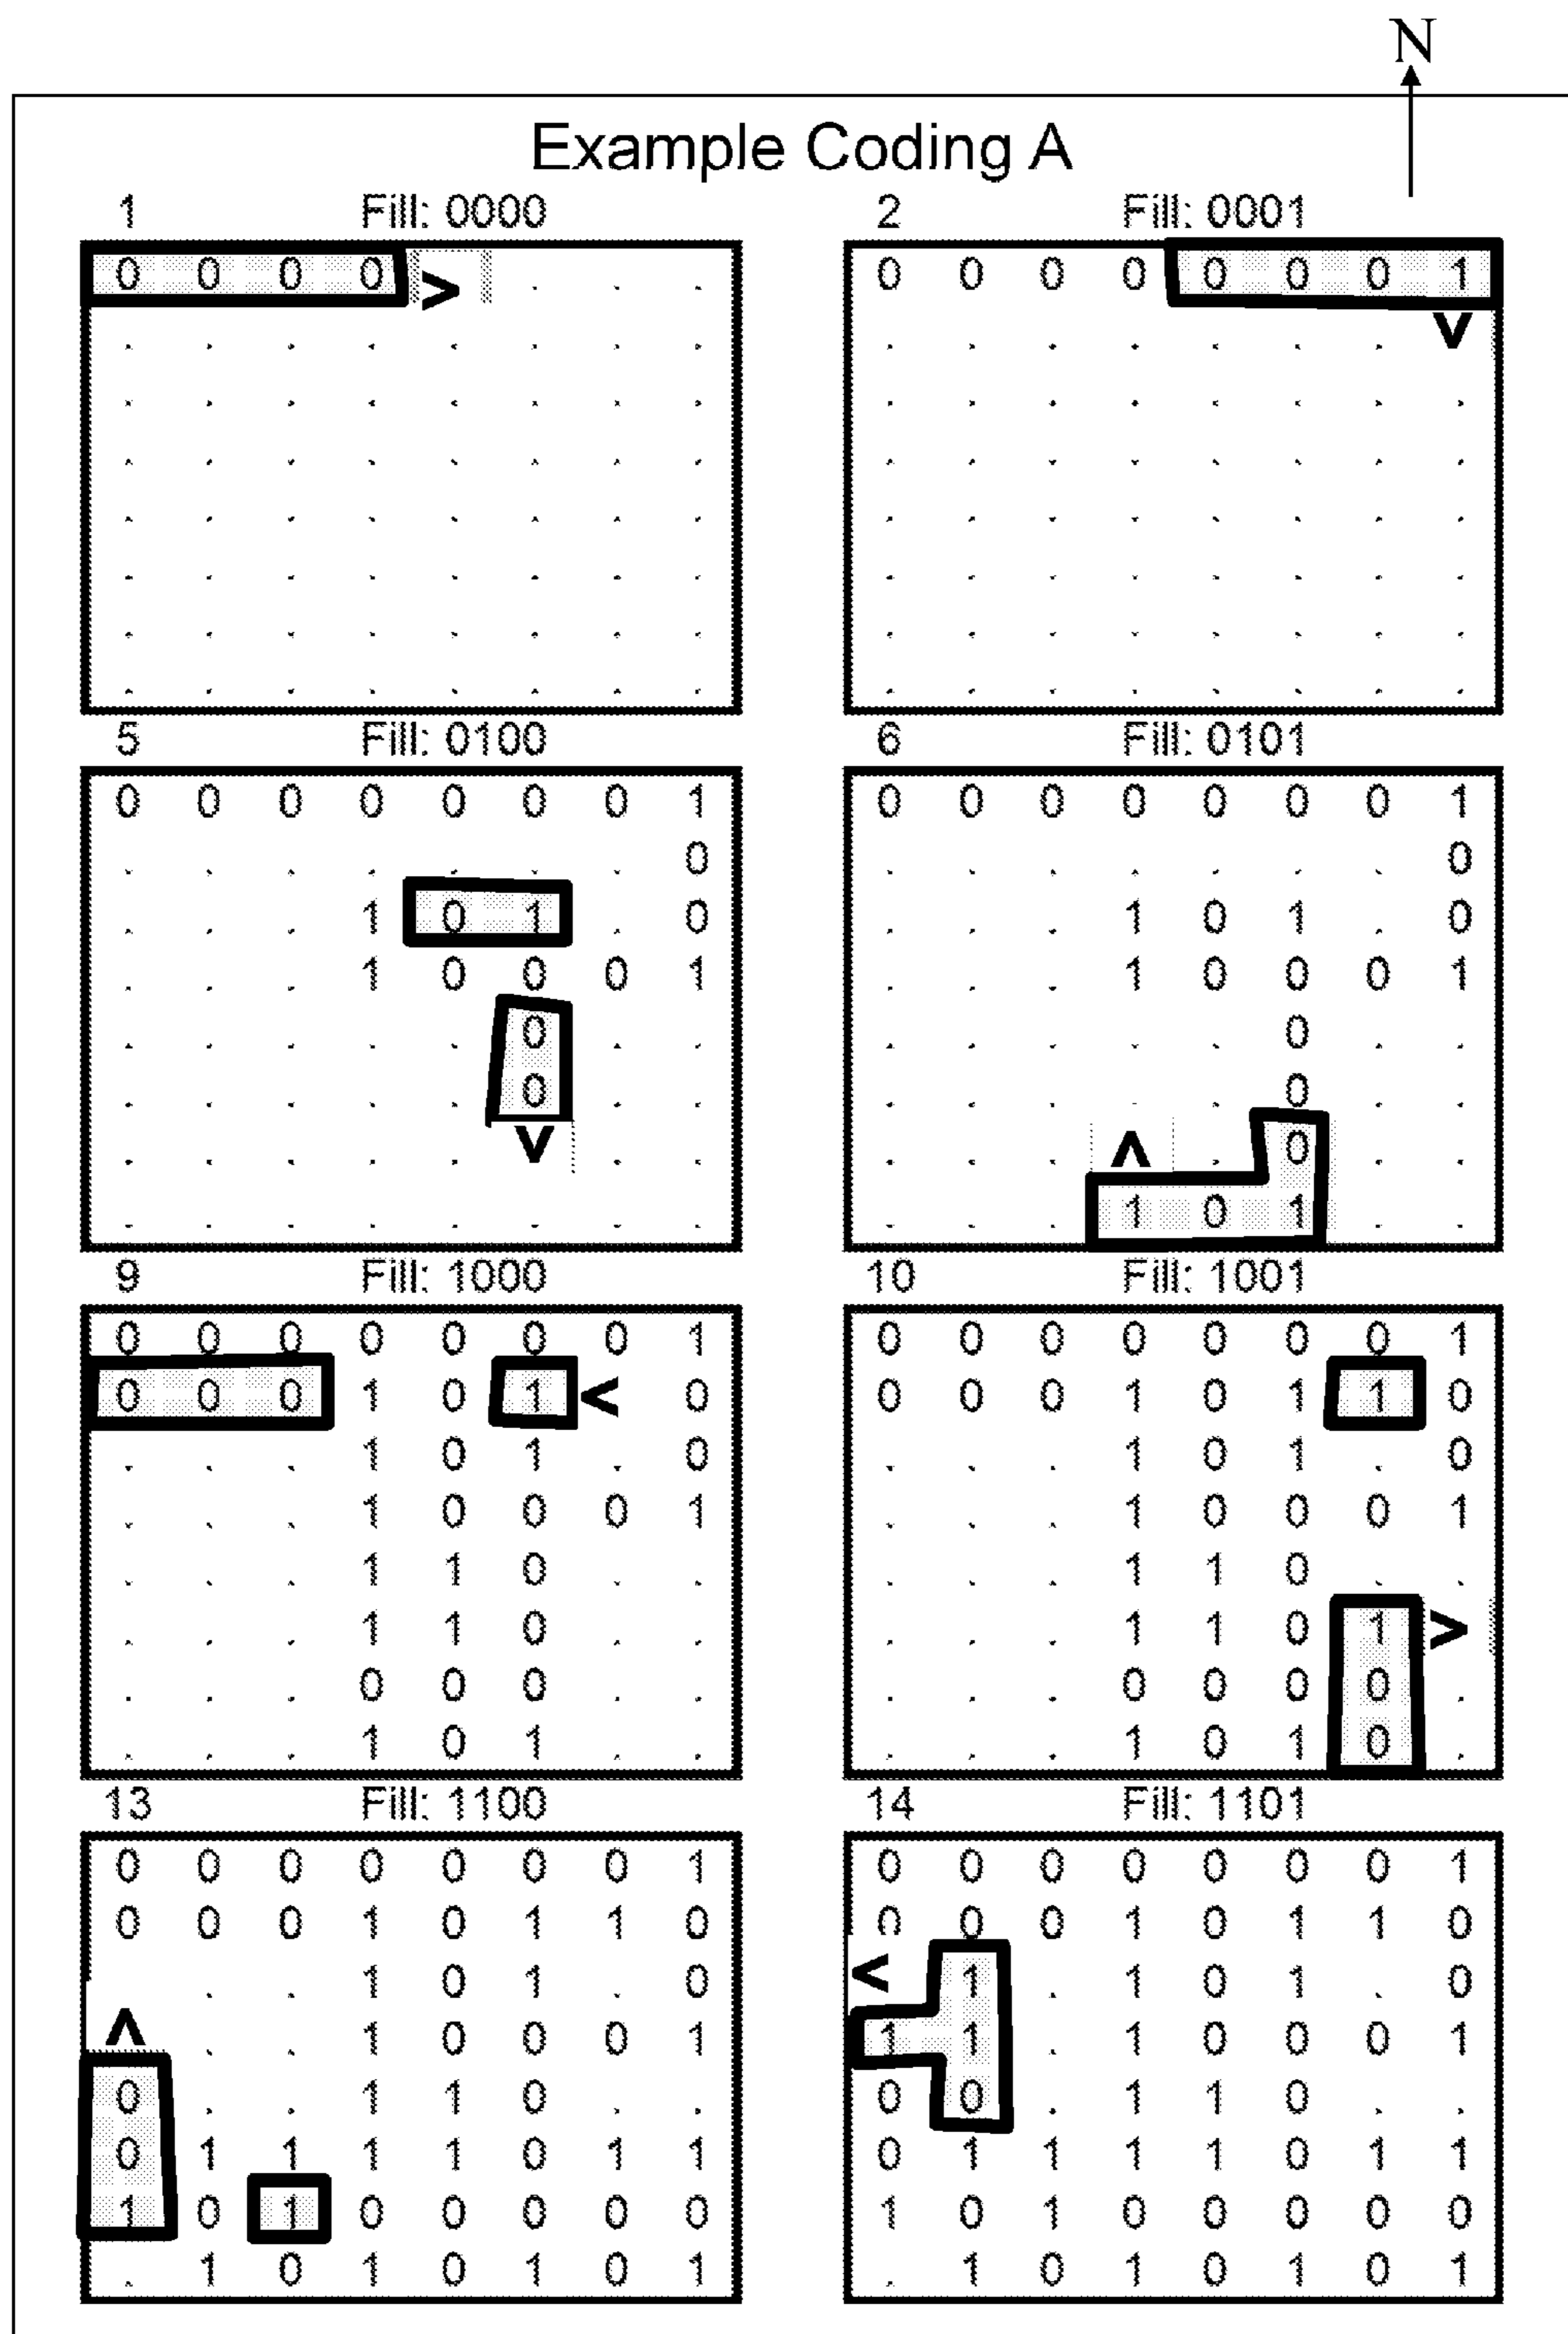 N
Example Coding A
1 Fill: 0000
0 0 0 0 > . . .
. . . . . . . .
. . . . . . . .
. . . . . . . .
. . . . . . . .
. . . . . . . .
. . . . . . . .
. . . . . . . .
2 Fill: 0001
0 0 0 0 0 0 0 1
. . . . . . . v
. . . . . . . .
. . . . . . . .
. . . . . . . .
. . . . . . . .
. . . . . . . .
. . . . . . . .
5 Fill: 0100
0 0 0 0 0 0 0 1
. . . . . . . 0
. . . 1 0 1 . 0
. . . 1 0 0 0 1
. . . . . 0 . .
. . . . . 0 . .
. . . . . v . .
. . . . . . . .
6 Fill: 0101
0 0 0 0 0 0 0 1
. . . . . . . 0
. . . 1 0 1 . 0
. . . 1 0 0 0 1
. . . . . 0 . .
. . . . . 0 . .
. . . ʌ . 0 . .
. . . 1 0 1 . .
9 Fill: 1000
0 0 0 0 0 0 0 1
0 0 0 1 0 1 < 0
. . . 1 0 1 . 0
. . . 1 0 0 0 1
. . . 1 1 0 . .
. . . 1 1 0 . .
. . . 0 0 0 . .
. . . 1 0 1 . .
10 Fill: 1001
0 0 0 0 0 0 0 1
0 0 0 1 0 1 1 0
. . . 1 0 1 . 0
. . . 1 0 0 0 1
. . . 1 1 0 . .
. . . 1 1 0 1 >
. . . 0 0 0 0 .
. . . 1 0 1 0 .
13 Fill: 1100
0 0 0 0 0 0 0 1
0 0 0 1 0 1 1 0
. . 1 0 1 . 0
ʌ . . 1 0 0 0 1
0 . . 1 1 0 . .
0 1 1 1 1 0 1 1
1 0 1 0 0 0 0 0
. 1 0 1 0 1 0 1
14 Fill: 1101
0 0 0 0 0 0 0 1
0 0 0 1 0 1 1 0
< 1 . 1 0 1 . 0
1 1 . 1 0 0 0 1
0 0 . 1 1 0 . .
0 1 1 1 1 0 1 1
1 0 1 0 0 0 0 0
. 1 0 1 0 1 0 1